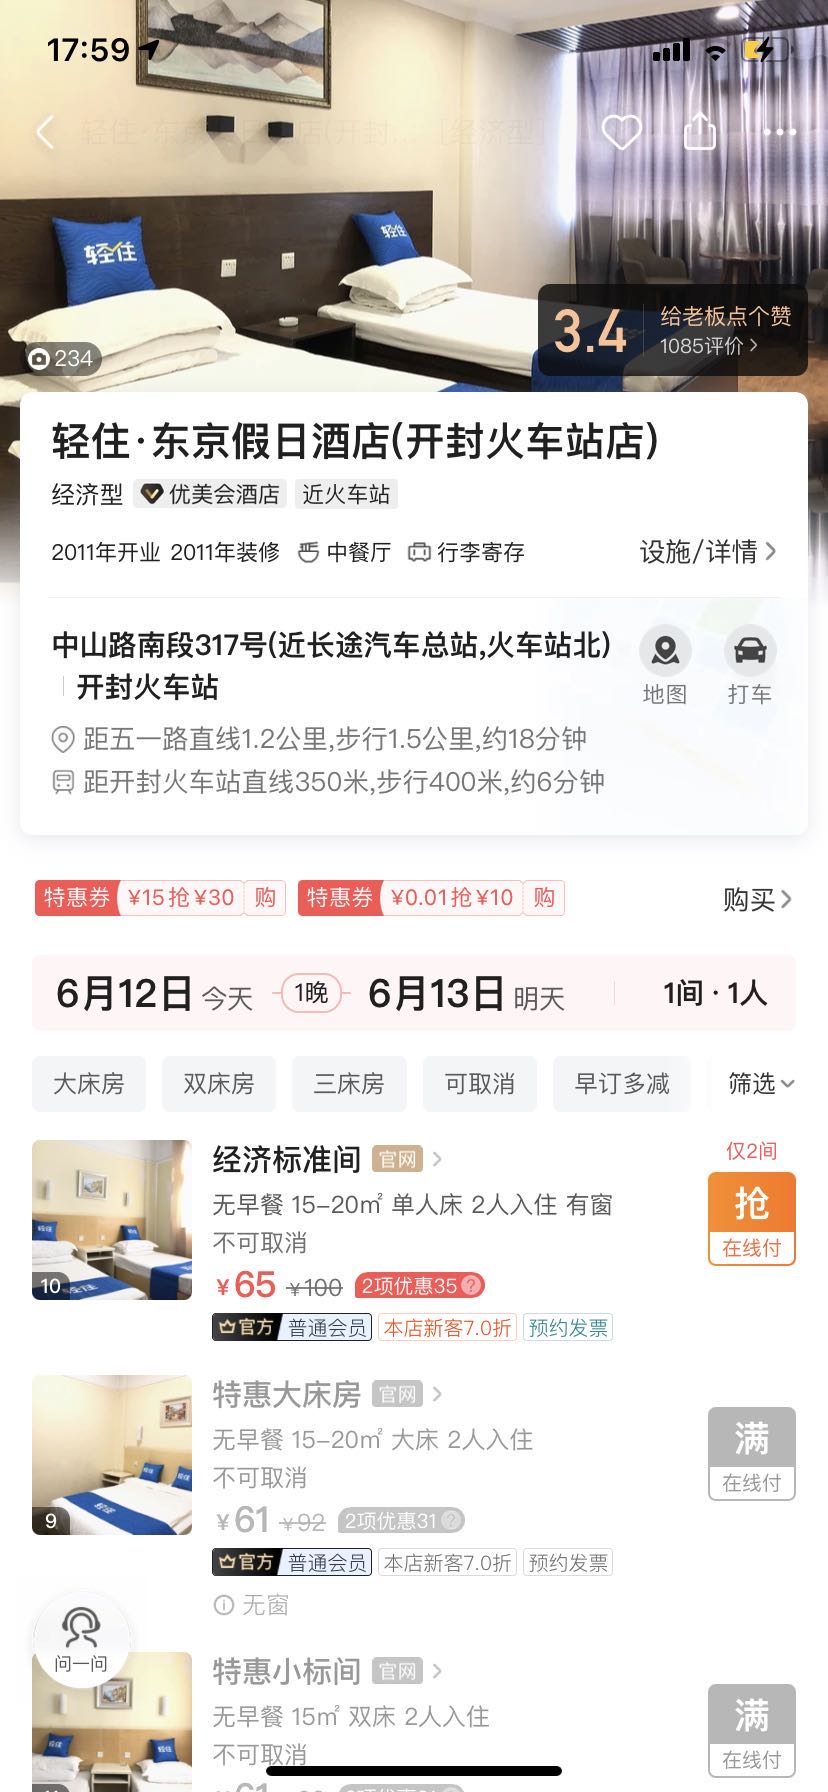 17:59
轻住·东京假日酒店(开封... [经济型]
轻住
轻住
234
3.4
给老板点个赞
1085评价
轻住·东京假日酒店(开封火车站店)
经济型 优美会酒店 近火车站
2011年开业 2011年装修 中餐厅 行李寄存 设施/详情
中山路南段317号(近长途汽车总站,火车站北)
开封火车站
地图 打车
距五一路直线1.2公里,步行1.5公里,约18分钟
距开封火车站直线350米,步行400米,约6分钟
特惠券 ¥15抢¥30 购 特惠券 ¥0.01抢¥10 购 购买
6月12日 今天 1晚 6月13日 明天 1间·1人
大床房 双床房 三床房 可取消 早订多减 筛选
经济标准间 官网
仅2间
无早餐 15-20㎡ 单人床 2人入住 有窗
抢
不可取消
在线付
¥65 ¥100 2项优惠35
官方 普通会员 本店新客7.0折 预约发票
10
特惠大床房 官网
无早餐 15-20㎡ 大床 2人入住
满
不可取消
在线付
¥61 ¥92 2项优惠31
官方 普通会员 本店新客7.0折 预约发票
9
无窗
问一问
特惠小标间 官网
无早餐 15㎡ 双床 2人入住
满
不可取消
在线付